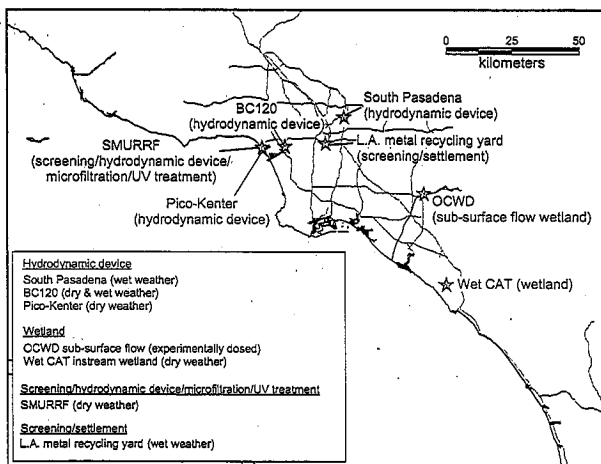 0 25 50
kilometers
South Pasadena
(hydrodynamic device)
BC120
(hydrodynamic device)
L.A. metal recycling yard
(screening/settlement)
SMURRF
(screening/hydrodynamic device/
microfiltration/UV treatment)
Pico-Kenter
(hydrodynamic device)
OCWD
(sub-surface flow wetland)
Wet CAT (wetland)
Hydrodynamic device
South Pasadena (wet weather)
BC120 (dry & wet weather)
Pico-Kenter (dry weather)
Wetland
OCWD sub-surface flow (experimentally dosed)
Wet CAT instream wetland (dry weather)
Screening/hydrodynamic device/microfiltration/UV treatment
SMURRF (dry weather)
Screening/settlement
L.A. metal recycling yard (wet weather)